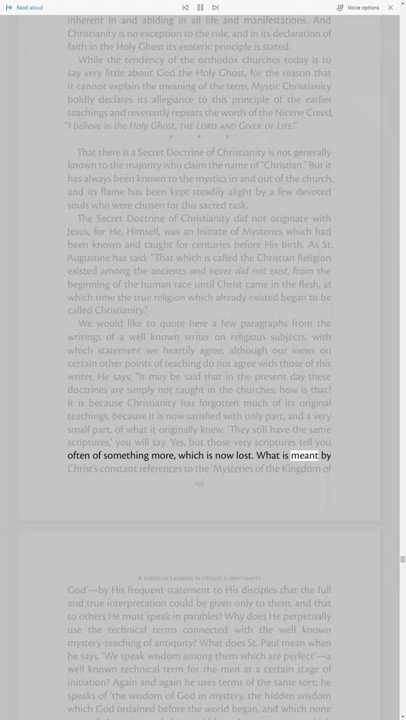 Read aloud
Voice options
inherent in and abiding in all life and manifestations. And
Christianity is no exception to the rule, and in its declaration of
faith in the Holy Ghost its esoteric principle is stated.
While the tendency of the orthodox churches today is to
say very little about God the Holy Ghost, for the reason that
it cannot explain the meaning of the term, Mystic Christianity
boldly declares its allegiance to this principle of the earlier
teachings and reverently repeats the words of the Nicene Creed,
"I believe in the Holy Ghost, THE LORD AND GIVER OF LIFE."
* * *
That there is a Secret Doctrine of Christianity is not generally
known to the majority who claim the name of "Christian." But it
has always been known to the mystics in and out of the church,
and its flame has been kept steadily alight by a few devoted
souls who were chosen for this sacred task.
The Secret Doctrine of Christianity did not originate with
Jesus, for He, Himself, was an Initiate of Mysteries which had
been known and taught for centuries before His birth. As St.
Augustine has said: "That which is called the Christian Religion
existed among the ancients and never did not exist, from the
beginning of the human race until Christ came in the flesh, at
which time the true religion which already existed began to be
called Christianity."
We would like to quote here a few paragraphs from the
writings of a well known writer on religious subjects, with
which statement we heartily agree, although our views on
certain other points of teaching do not agree with those of this
writer. He says: "It may be said that in the present day these
doctrines are simply not taught in the churches; how is that?
It is because Christianity has forgotten much of its original
teachings, because it is now satisfied with only part, and a very
small part, of what it originally knew. 'They still have the same
scriptures,' you will say. Yes, but those very scriptures tell you
often of something more, which is now lost. What is meant by
Christ's constant references to the 'Mysteries of the Kingdom of
A SERIES OF LESSONS IN MYSTIC CHRISTIANITY
God'—by His frequent statement to His disciples that the full
and true interpretation could be given only to them, and that
to others He must speak in parables? Why does He perpetually
use the technical terms connected with the well known
mystery-teaching of antiquity? What does St. Paul mean when
he says, 'We speak wisdom among them which are perfect'—a
well known technical term for the men at a certain stage of
initiation? Again and again he uses terms of the same sort; he
speaks of 'the wisdom of God in mystery, the hidden wisdom
which God ordained before the world began, and which none